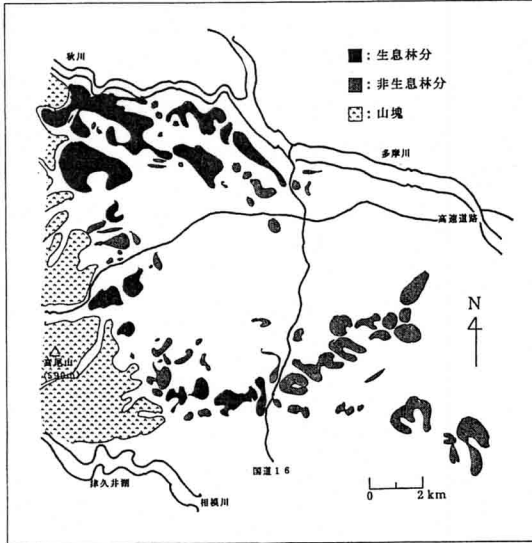 秋川
■: 生息林分
■: 非生息林分
: 山塊
多摩川
高速道路
N
高尾山
(590m)
国道16
0 2 km
津久井湖
相模川